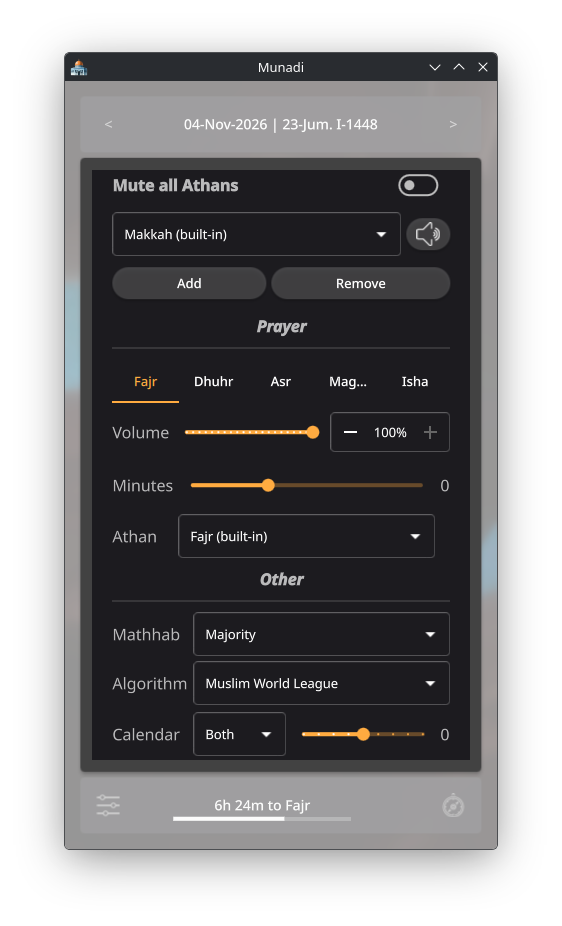 Munadi
< 04-Nov-2026 | 23-Jum. I-1448 >
Mute all Athans
Makkah (built-in)
Add Remove
Prayer
Fajr Dhuhr Asr Mag... Isha
Volume 100%
Minutes 0
Athan Fajr (built-in)
Other
Mathhab Majority
Algorithm Muslim World League
Calendar Both 0
6h 24m to Fajr